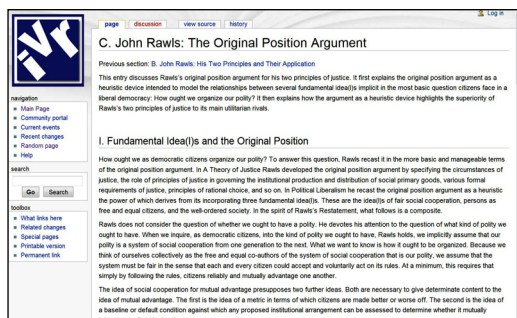 iVr
Log in
page
discussion
view source
history
C. John Rawls: The Original Position Argument
Previous section: B. John Rawls: His Two Principles and Their Application
This entry discusses Rawls's original position argument for his two principles of justice. It first explains the original position argument as a
heuristic device intended to model the relationships between several fundamental idea(l)s implicit in the most basic question citizens face in a
liberal democracy: How ought we organize our polity? It then explains how the argument as a heuristic device highlights the superiority of
Rawls's two principles of justice to its main utilitarian rivals.
navigation
Main Page
Community portal
Current events
Recent changes
Random page
Help
search
Go
Search
toolbox
What links here
Related changes
Special pages
Printable version
Permanent link
I. Fundamental Idea(l)s and the Original Position
How ought we as democratic citizens organize our polity? To answer this question, Rawls recast it in the more basic and manageable terms
of the original position argument. In A Theory of Justice Rawls developed the original position argument by specifying the circumstances of
justice, the role of principles of justice in governing the institutional production and distribution of social primary goods, various formal
requirements of justice, principles of rational choice, and so on. In Political Liberalism he recast the original position argument as a heuristic
the power of which derives from its incorporating three fundamental idea(l)s. These are the idea(l)s of fair social cooperation, persons as
free and equal citizens, and the well-ordered society. In the spirit of Rawls's Restatement, what follows is a composite.
Rawls does not consider the question of whether we ought to have a polity. He devotes his attention to the question of what kind of polity we
ought to have. When we inquire, as democratic citizens, into the kind of polity we ought to have, Rawls holds, we implicitly assume that our
polity is a system of social cooperation from one generation to the next. What we want to know is how it ought to be organized. Because we
think of ourselves collectively as the free and equal co-authors of the system of social cooperation that is our polity, we assume that the
system must be fair in the sense that each and every citizen could accept and voluntarily act on its rules. At a minimum, this requires that
simply by following the rules, citizens reliably and mutually advantage one another.
The idea of social cooperation for mutual advantage presupposes two further ideas. Both are necessary to give determinate content to the
idea of mutual advantage. The first is the idea of a metric in terms of which citizens are made better or worse off. The second is the idea of
a baseline or default condition against which any proposed institutional arrangement can be assessed to determine whether it mutually